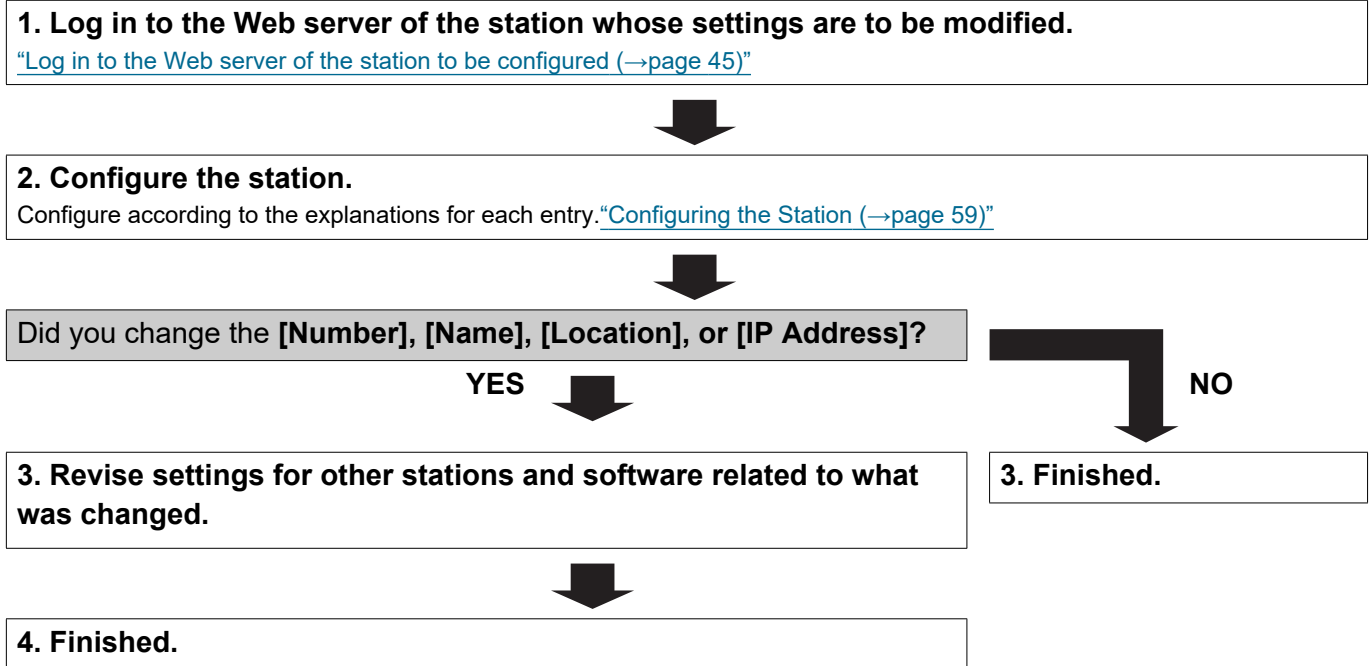 1. Log in to the Web server of the station whose settings are to be modified.
“Log in to the Web server of the station to be configured (→page 45)”
2. Configure the station.
Configure according to the explanations for each entry.“Configuring the Station (→page 59)”
Did you change the [Number], [Name], [Location], or [IP Address]?
YES
NO
3. Revise settings for other stations and software related to what
was changed.
3. Finished.
4. Finished.